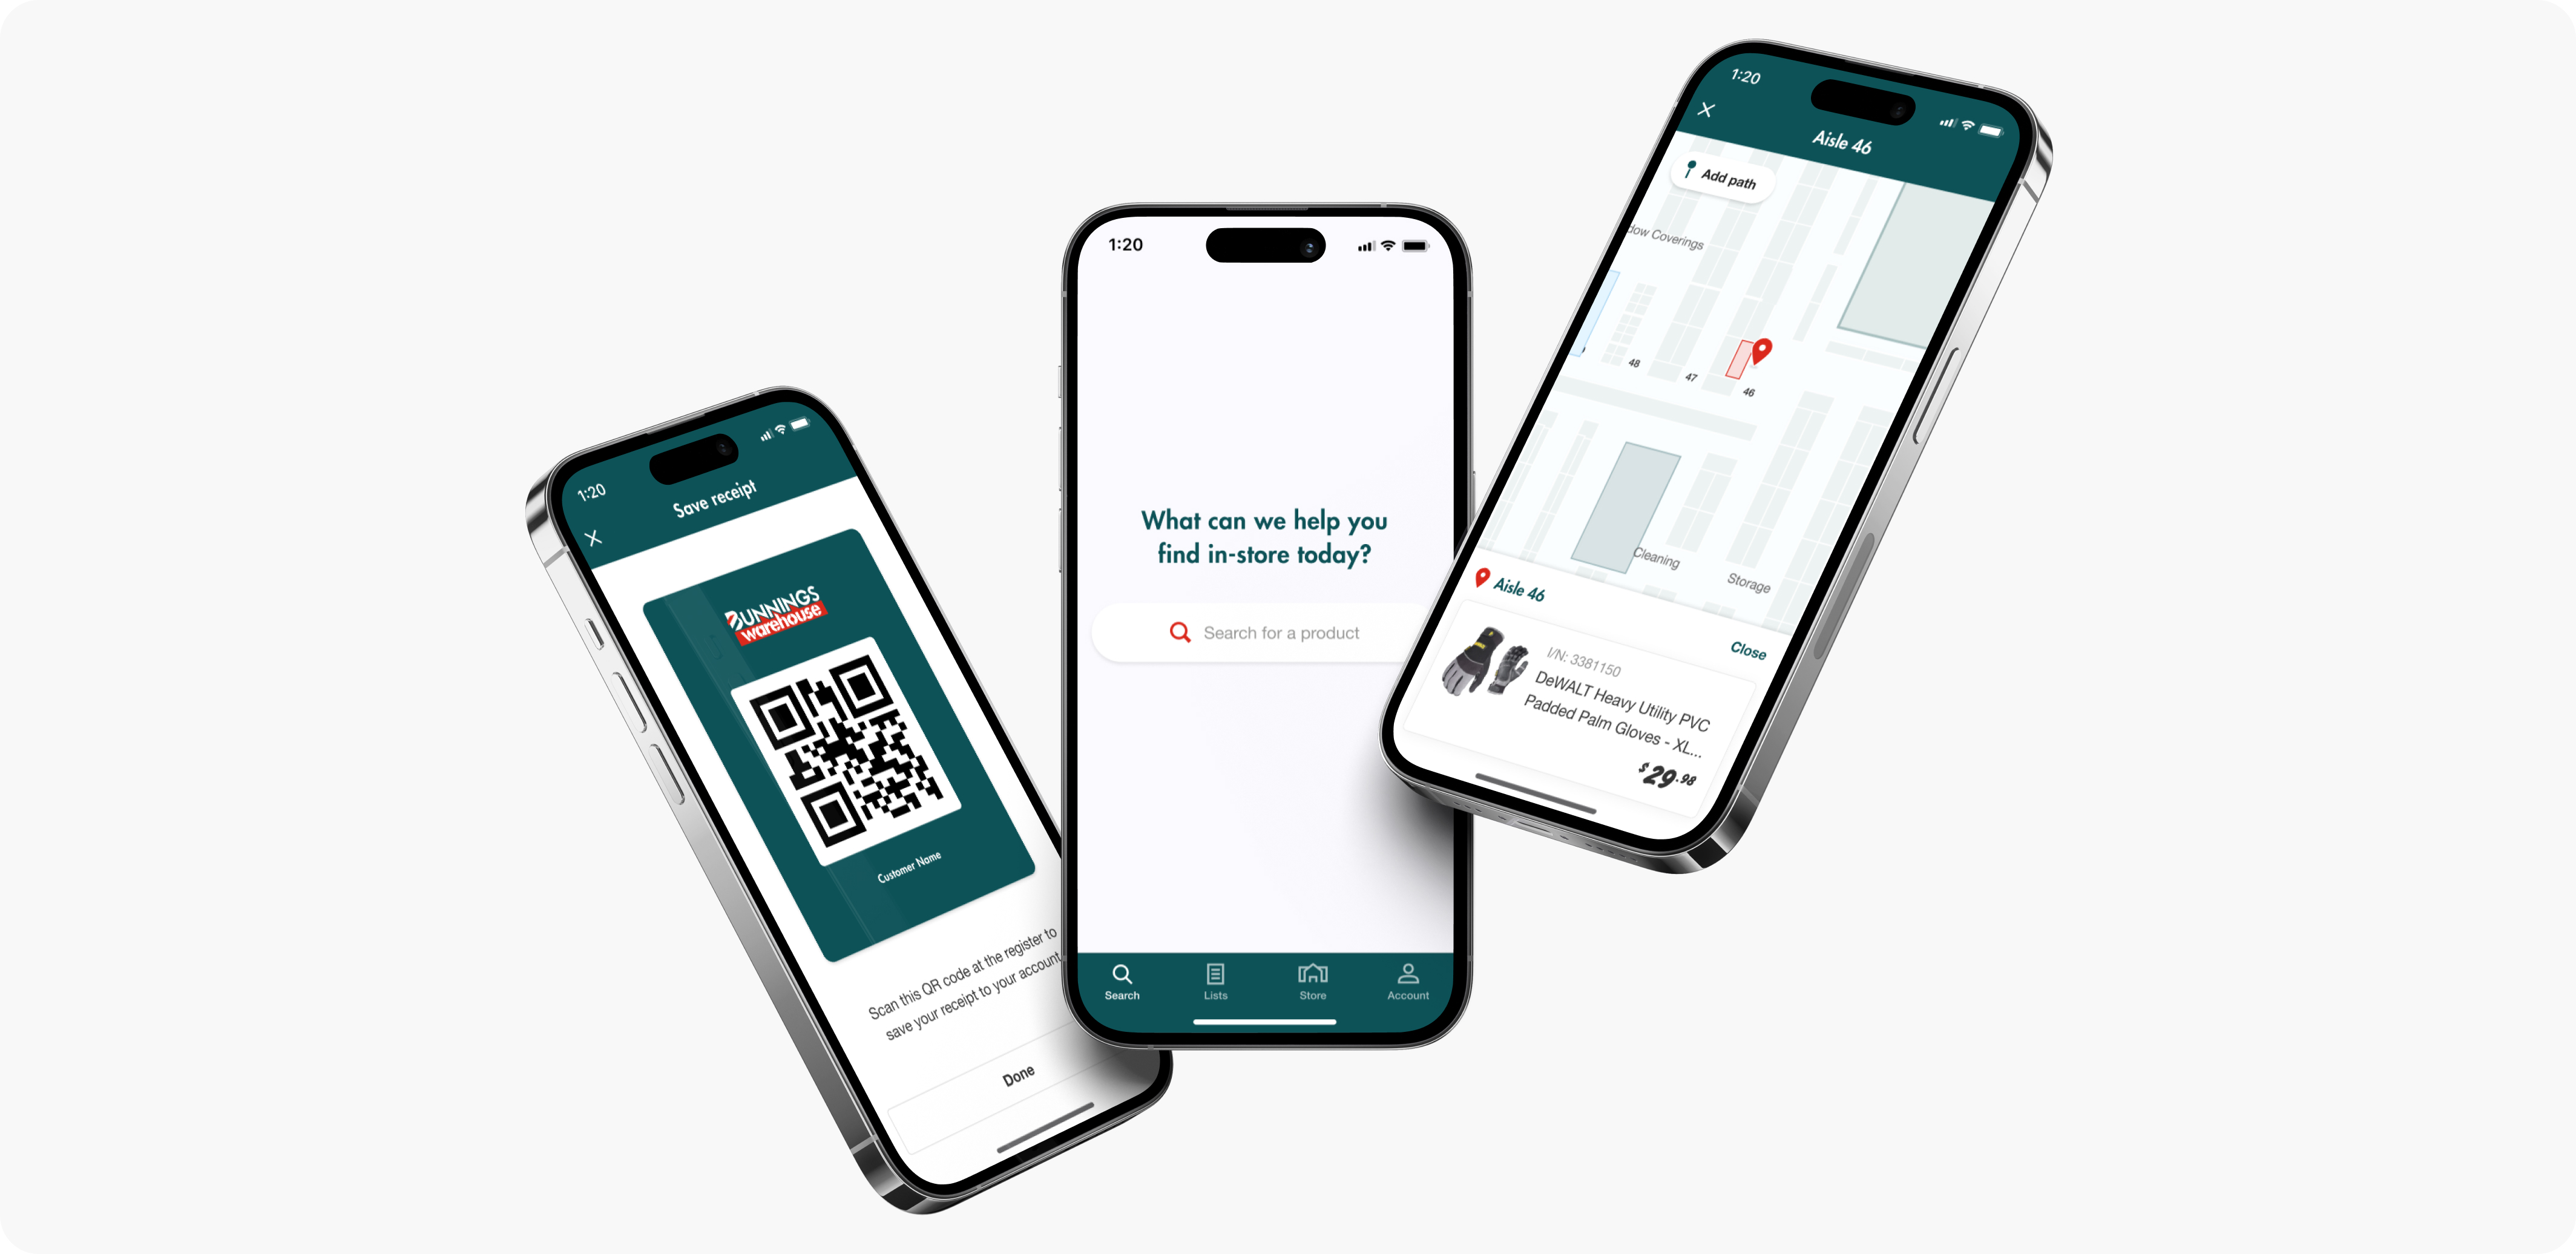 1:20
Save receipt
BUNNINGS
warehouse
Customer Name
Scan this QR code at the register to
save your receipt to your account
Done
1:20
What can we help you
find in-store today?
Search for a product
Search
Lists
Store
Account
1:20
Aisle 46
Add path
dow Coverings
48
47
46
Cleaning
Storage
Aisle 46
Close
I/N: 3381150
DeWALT Heavy Utility PVC
Padded Palm Gloves - XL...
$29.98